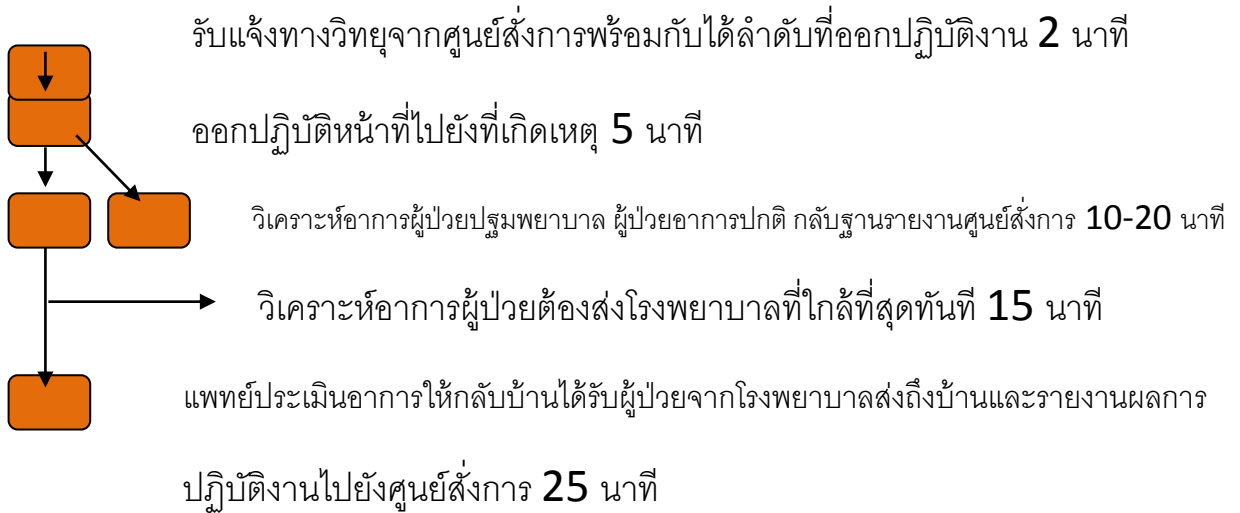 รับแจ้งทางวิทยุจากศูนย์สั่งการพร้อมกับได้ลำดับที่ออกปฏิบัติงาน 2 นาที
ออกปฏิบัติหน้าที่ไปยังที่เกิดเหตุ 5 นาที
วิเคราะห์อาการผู้ป่วยปฐมพยาบาล ผู้ป่วยอาการปกติ กลับฐานรายงานศูนย์สั่งการ 10-20 นาที
วิเคราะห์อาการผู้ป่วยต้องส่งโรงพยาบาลที่ใกล้ที่สุดทันที 15 นาที
แพทย์ประเมินอาการให้กลับบ้านได้รับผู้ป่วยจากโรงพยาบาลส่งถึงบ้านและรายงานผลการ
ปฏิบัติงานไปยังศูนย์สั่งการ 25 นาที